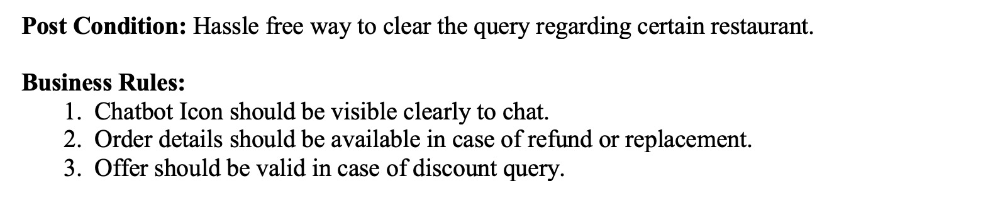 Post Condition: Hassle free way to clear the query regarding certain restaurant.
Business Rules:
1. Chatbot Icon should be visible clearly to chat.
2. Order details should be available in case of refund or replacement.
3. Offer should be valid in case of discount query.